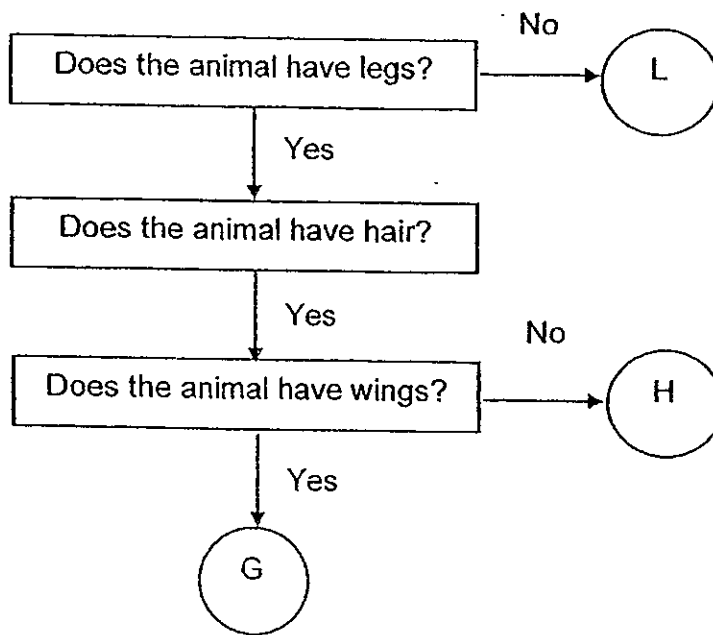 No
Does the animal have legs?
L
Yes
Does the animal have hair?
Yes
No
Does the animal have wings?
H
Yes
G